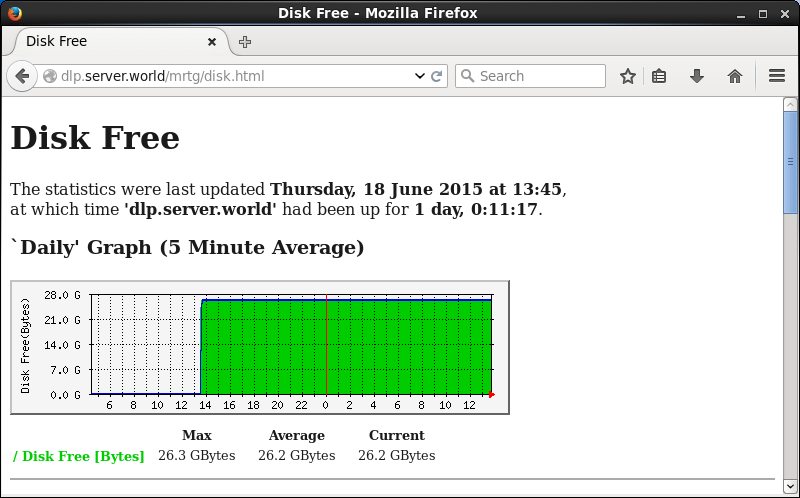 Disk Free - Mozilla Firefox
Disk Free
dlp.server.world/mrtg/disk.html
Search
Disk Free
The statistics were last updated Thursday, 18 June 2015 at 13:45,
at which time 'dlp.server.world' had been up for 1 day, 0:11:17.
`Daily' Graph (5 Minute Average)
Disk Free(Bytes)
28.0 G
21.0 G
14.0 G
7.0 G
0.0 G
6 8 10 12 14 16 18 20 22 0 2 4 6 8 10 12
Max Average Current
/ Disk Free [Bytes] 26.3 GBytes 26.2 GBytes 26.2 GBytes